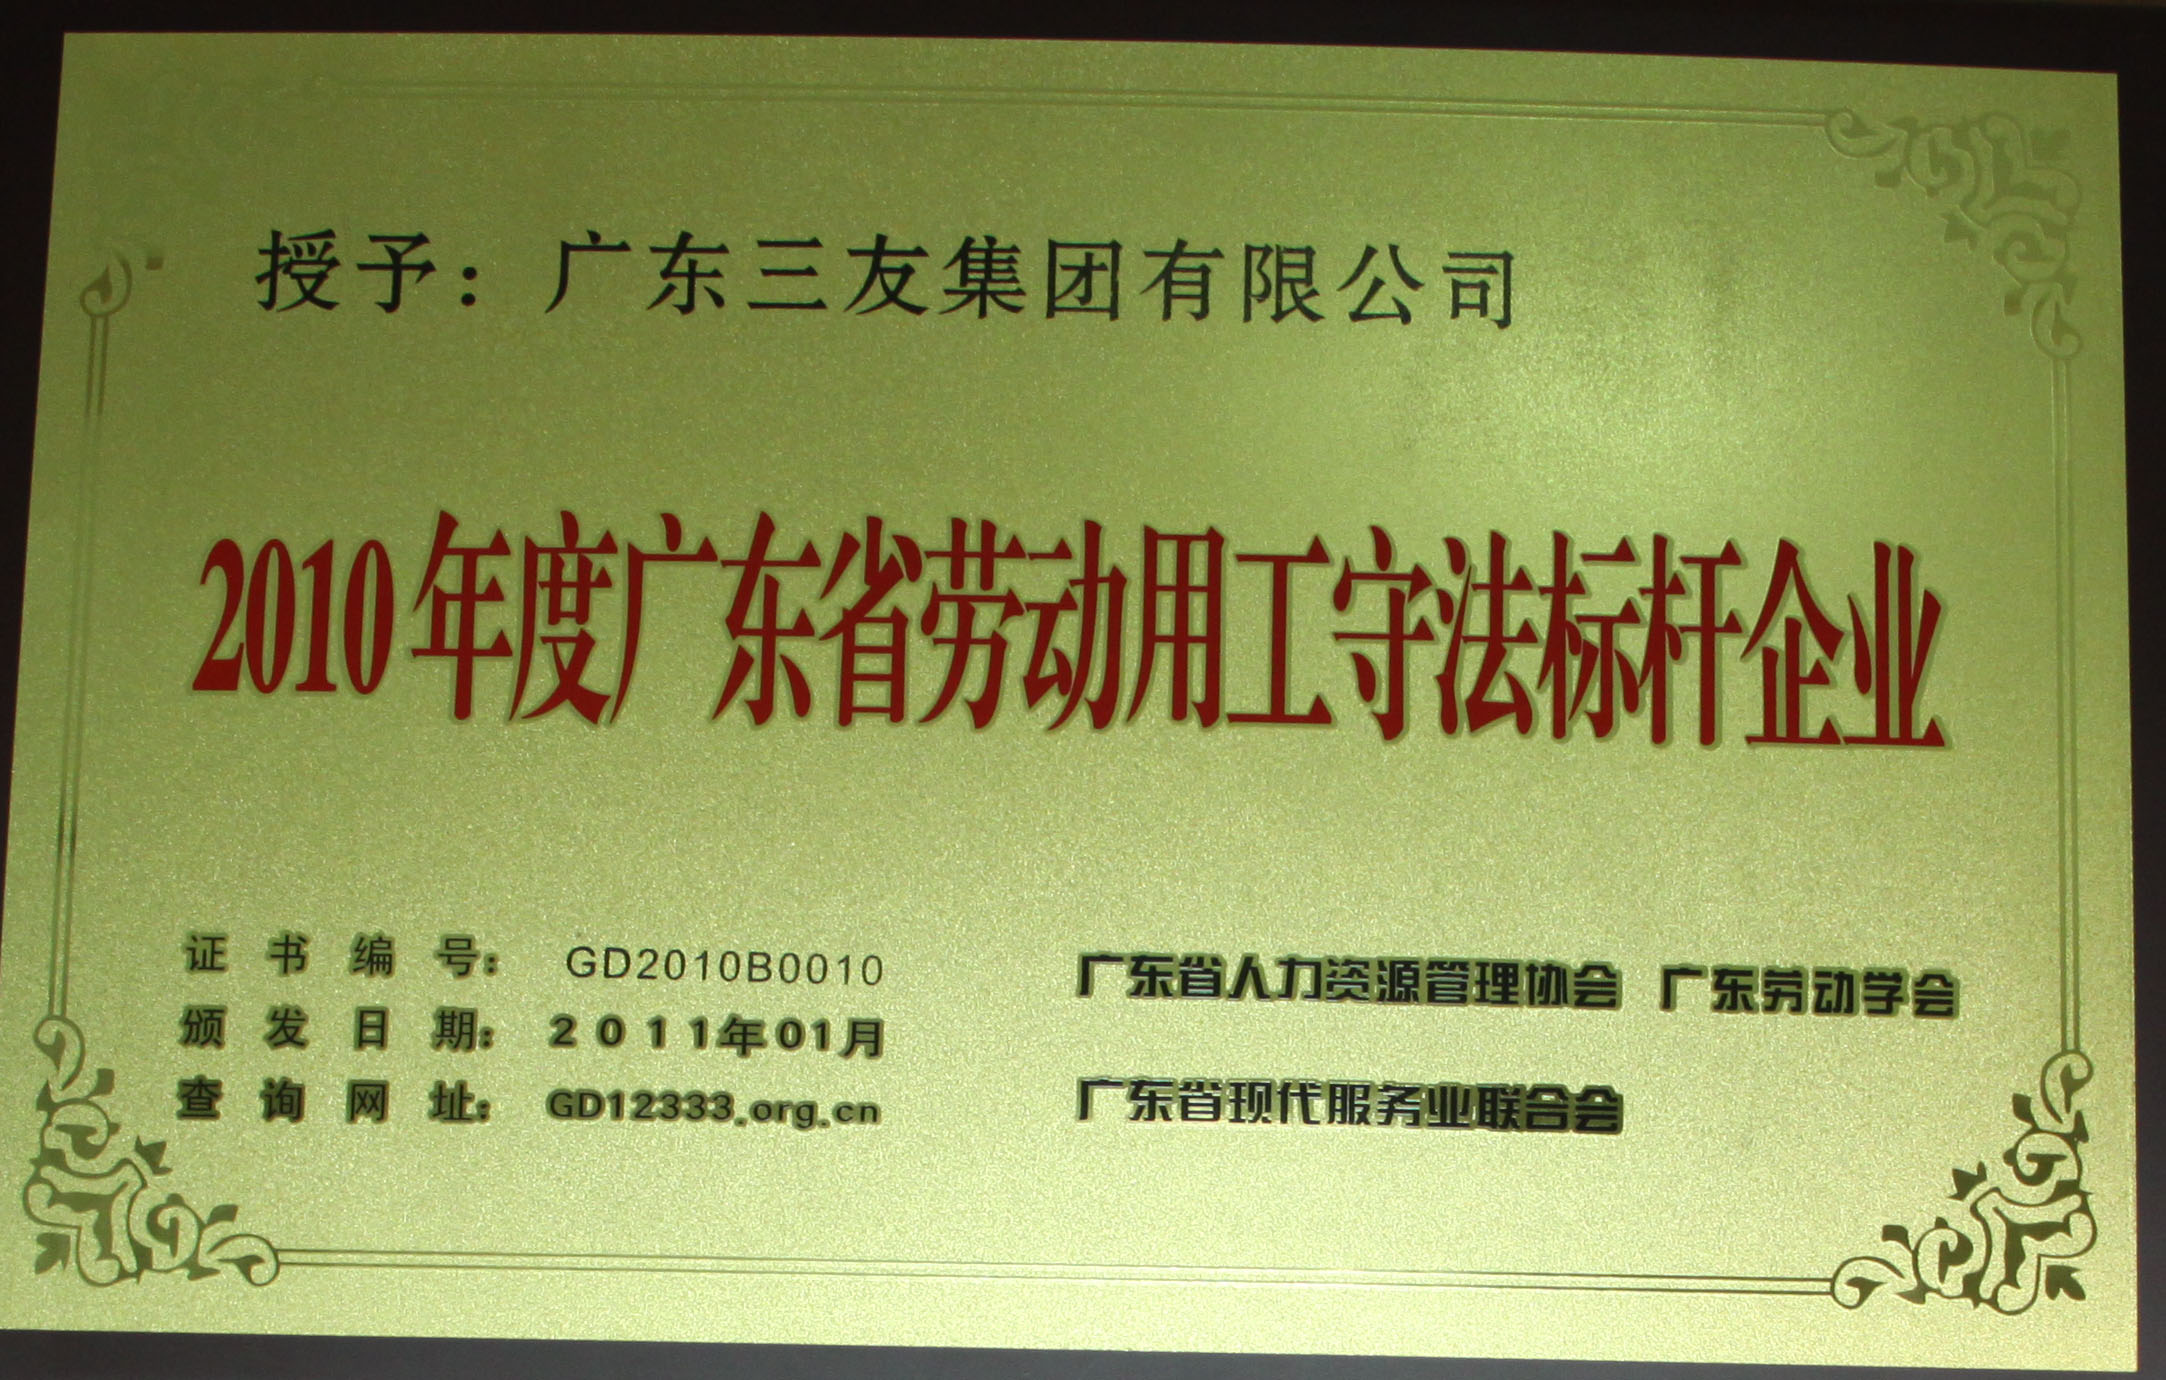 授予：广东三友集团有限公司
2010年度广东省劳动用工守法标杆企业
证书编号： GD2010B0010
颁发日期： 2011年01月
查询网址： GD12333.org.cn
广东省人力资源管理协会 广东劳动学会
广东省现代服务业联合会